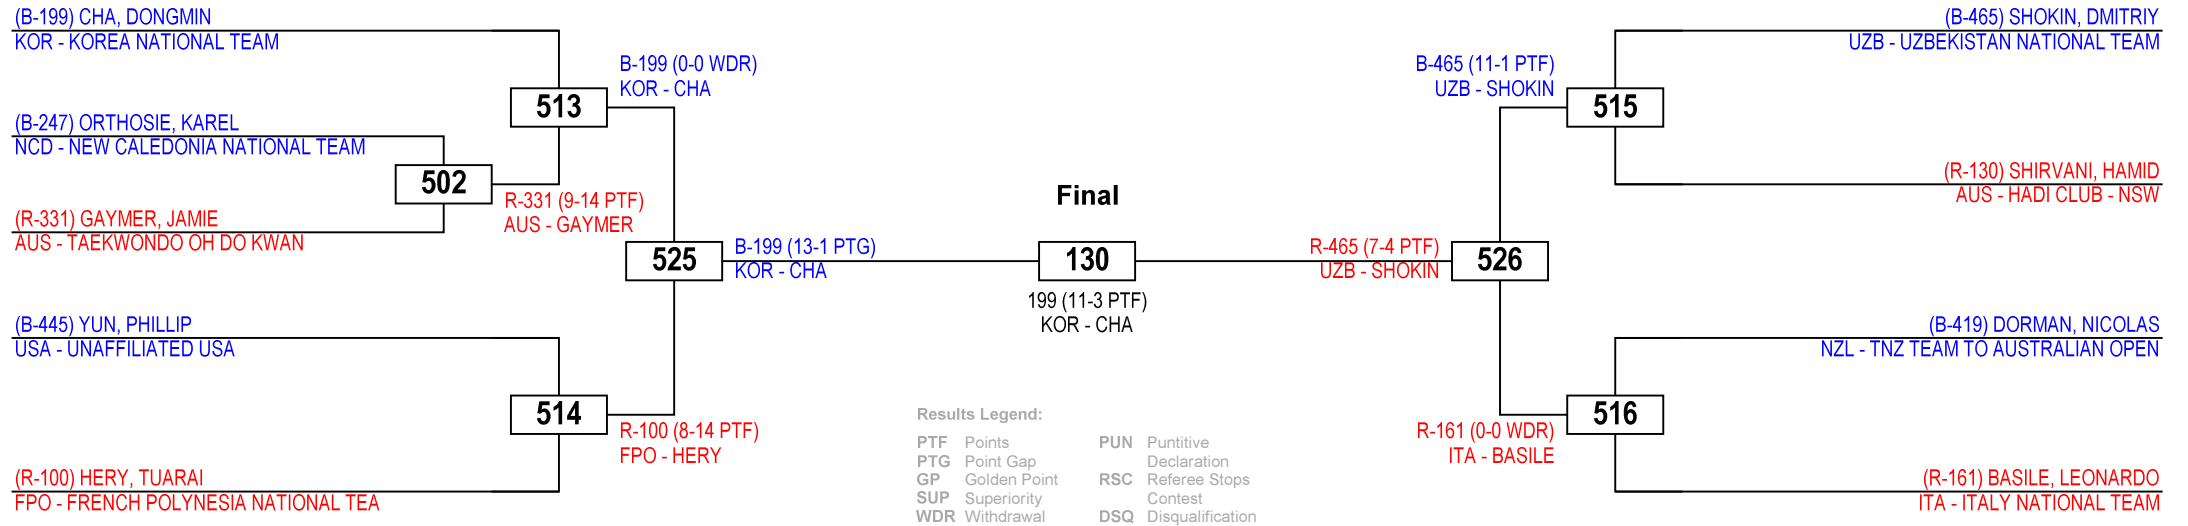 (B-199) CHA, DONGMIN
KOR - KOREA NATIONAL TEAM
(B-247) ORTHOSIE, KAREL
NCD - NEW CALEDONIA NATIONAL TEAM
(R-331) GAYMER, JAMIE
AUS - TAEKWONDO OH DO KWAN
(B-445) YUN, PHILLIP
USA - UNAFFILIATED USA
(R-100) HERY, TUARAI
FPO - FRENCH POLYNESIA NATIONAL TEA
502
R-331 (9-14 PTF)
AUS - GAYMER
513
B-199 (0-0 WDR)
KOR - CHA
514
R-100 (8-14 PTF)
FPO - HERY
525
B-199 (13-1 PTG)
KOR - CHA
Final
130
199 (11-3 PTF)
KOR - CHA
R-465 (7-4 PTF)
UZB - SHOKIN
526
B-465 (11-1 PTF)
UZB - SHOKIN
515
R-161 (0-0 WDR)
ITA - BASILE
516
(B-465) SHOKIN, DMITRIY
UZB - UZBEKISTAN NATIONAL TEAM
(R-130) SHIRVANI, HAMID
AUS - HADI CLUB - NSW
(B-419) DORMAN, NICOLAS
NZL - TNZ TEAM TO AUSTRALIAN OPEN
(R-161) BASILE, LEONARDO
ITA - ITALY NATIONAL TEAM
Results Legend:
PTF Points
PTG Point Gap
GP Golden Point
SUP Superiority
WDR Withdrawal
PUN Puntitive
Declaration
RSC Referee Stops
Contest
DSQ Disqualification